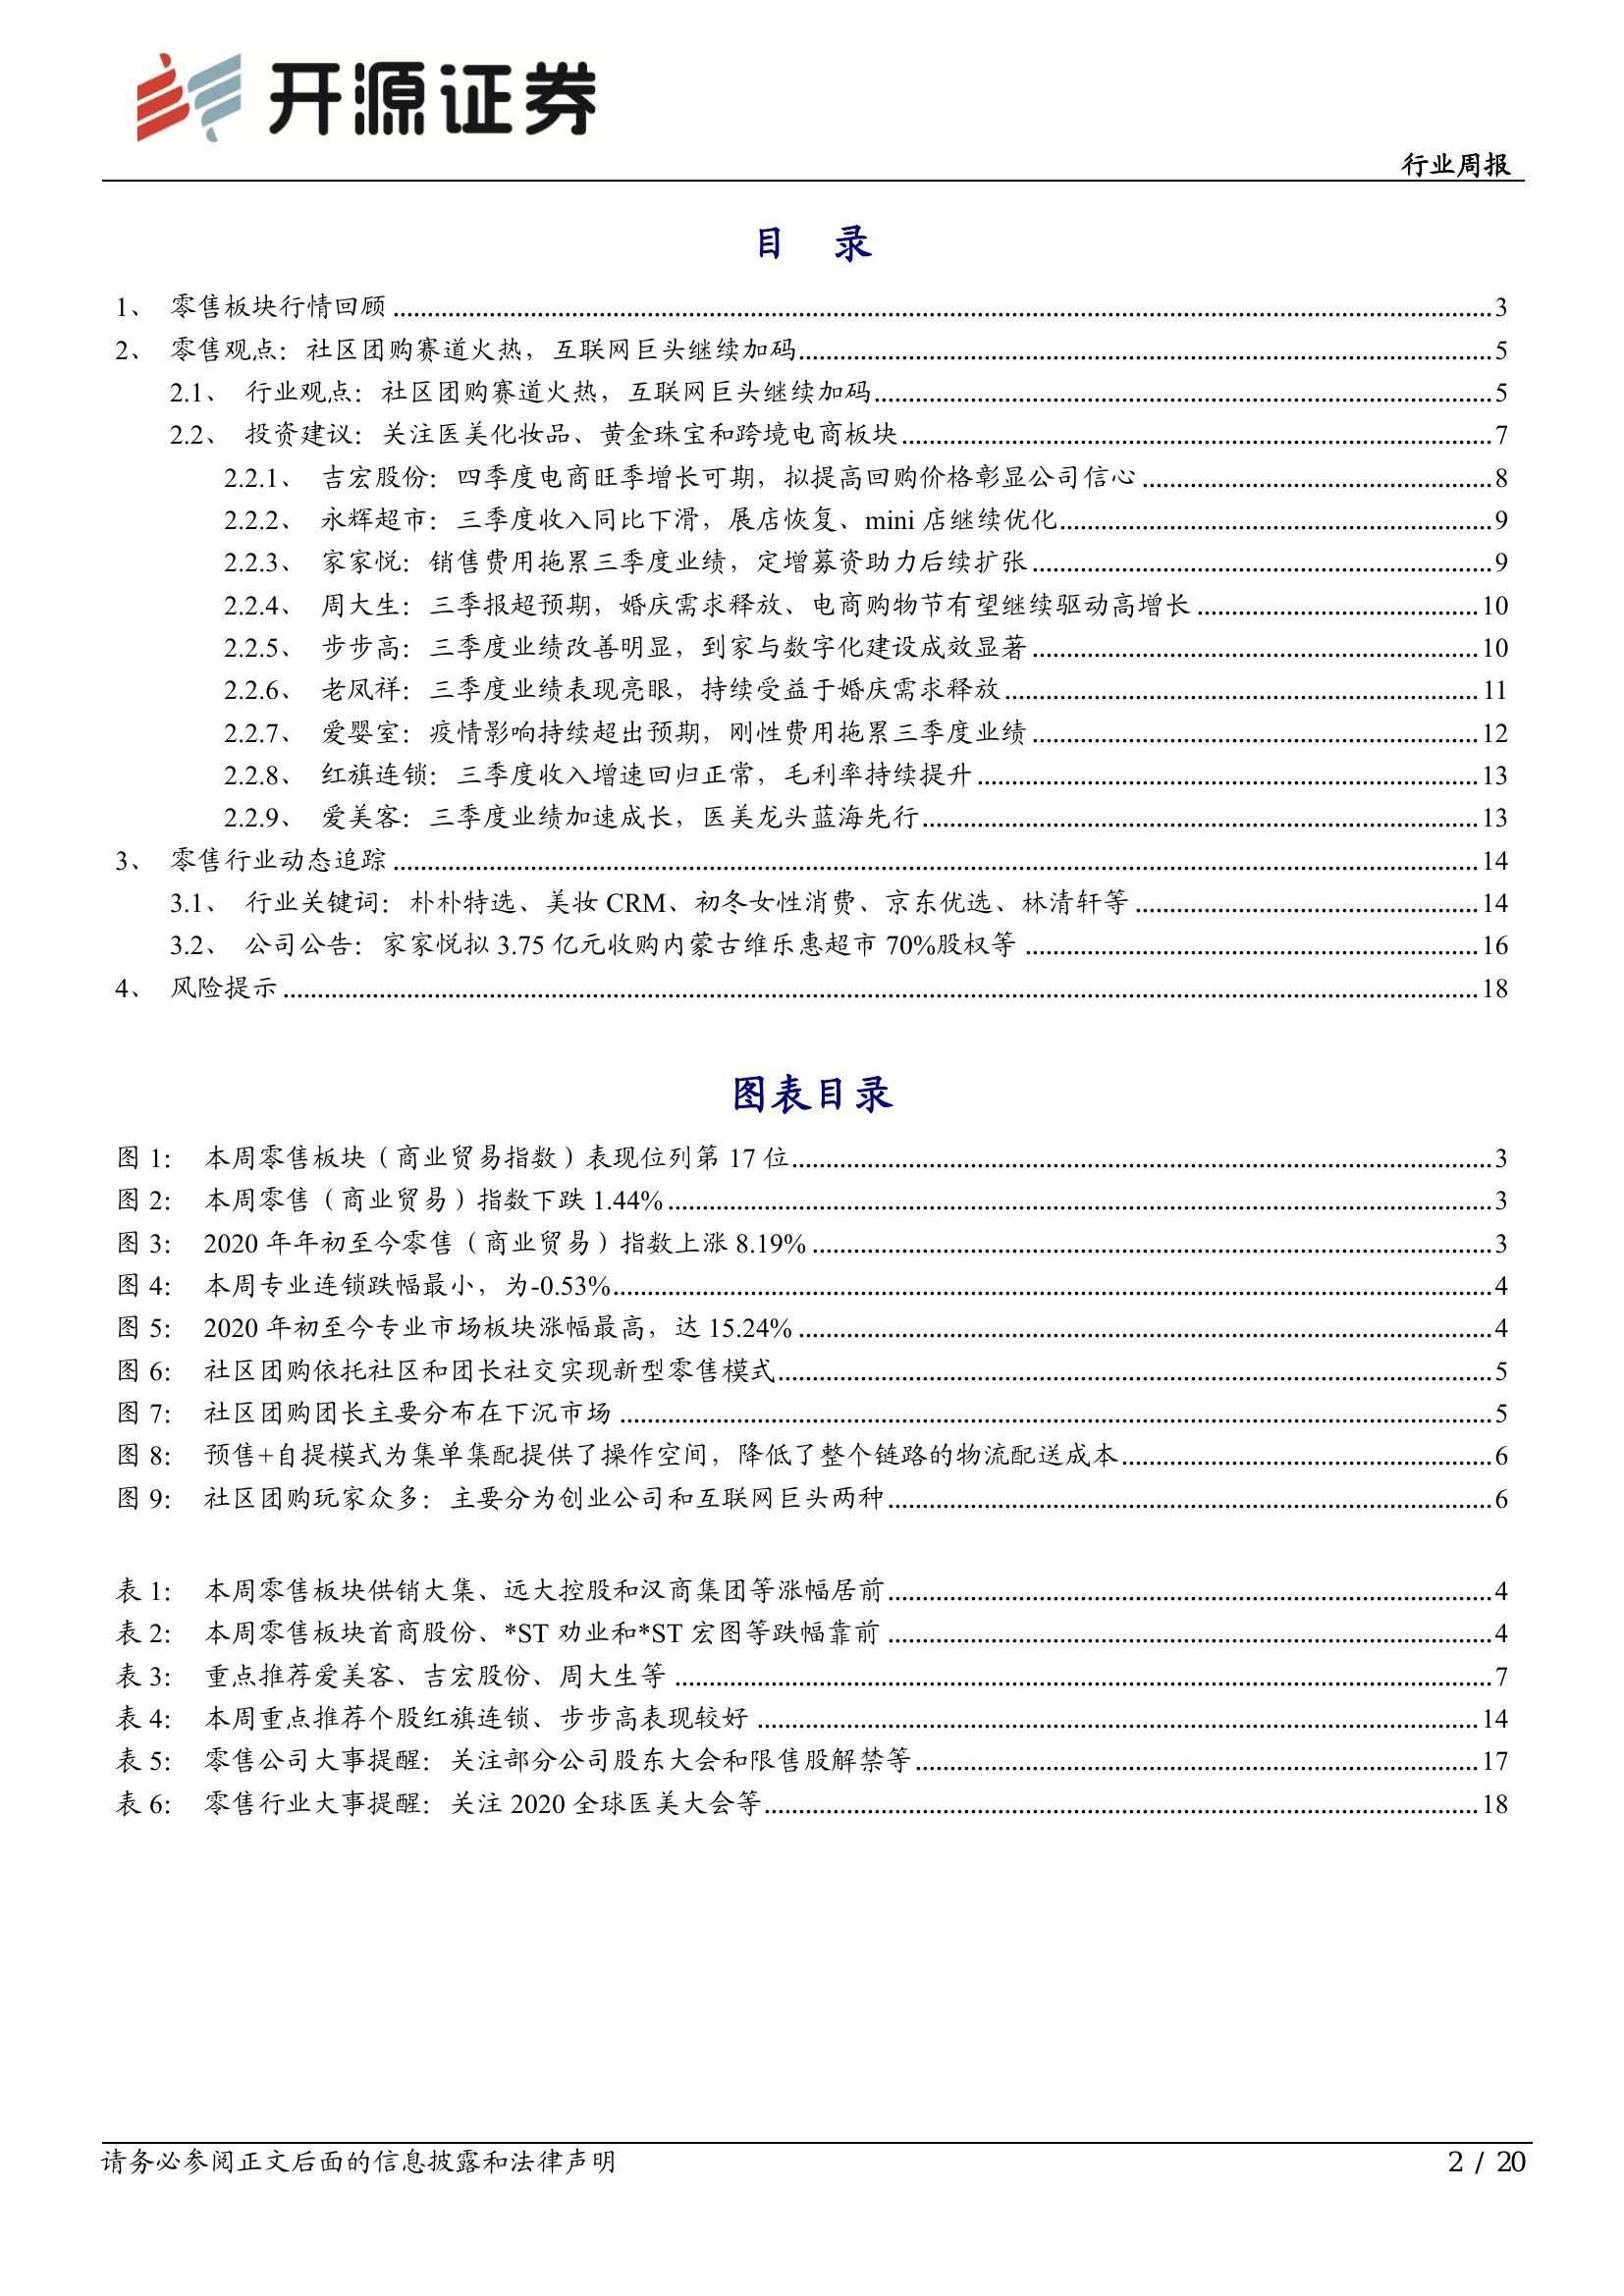 开源证券
行业周报
目 录
1、 零售板块行情回顾 ........ 3
2、 零售观点：社区团购赛道火热，互联网巨头继续加码 ........ 5
2.1、 行业观点：社区团购赛道火热，互联网巨头继续加码 ........ 5
2.2、 投资建议：关注医美化妆品、黄金珠宝和跨境电商板块 ........ 7
2.2.1、 吉宏股份：四季度电商旺季增长可期，拟提高回购价格彰显公司信心 ........ 8
2.2.2、 永辉超市：三季度收入同比下滑，展店恢复、mini 店继续优化 ........ 9
2.2.3、 家家悦：销售费用拖累三季度业绩，定增募资助力后续扩张 ........ 9
2.2.4、 周大生：三季报超预期，婚庆需求释放、电商购物节有望继续驱动高增长 ........ 10
2.2.5、 步步高：三季度业绩改善明显，到家与数字化建设成效显著 ........ 10
2.2.6、 老凤祥：三季度业绩表现亮眼，持续受益于婚庆需求释放 ........ 11
2.2.7、 爱婴室：疫情影响持续超出预期，刚性费用拖累三季度业绩 ........ 12
2.2.8、 红旗连锁：三季度收入增速回归正常，毛利率持续提升 ........ 13
2.2.9、 爱美客：三季度业绩加速成长，医美龙头蓝海先行 ........ 13
3、 零售行业动态追踪 ........ 14
3.1、 行业关键词：朴朴特选、美妆 CRM、初冬女性消费、京东优选、林清轩等 ........ 14
3.2、 公司公告：家家悦拟 3.75 亿元收购内蒙古维乐惠超市 70%股权等 ........ 16
4、 风险提示 ........ 18
图表目录
图 1： 本周零售板块（商业贸易指数）表现位列第 17 位 ........ 3
图 2： 本周零售（商业贸易）指数下跌 1.44% ........ 3
图 3： 2020 年年初至今零售（商业贸易）指数上涨 8.19% ........ 3
图 4： 本周专业连锁跌幅最小，为-0.53% ........ 4
图 5： 2020 年初至今专业市场板块涨幅最高，达 15.24% ........ 4
图 6： 社区团购依托社区和团长社交实现新型零售模式 ........ 5
图 7： 社区团购团长主要分布在下沉市场 ........ 5
图 8： 预售+自提模式为集单集配提供了操作空间，降低了整个链路的物流配送成本 ........ 6
图 9： 社区团购玩家众多：主要分为创业公司和互联网巨头两种 ........ 6
表 1： 本周零售板块供销大集、远大控股和汉商集团等涨幅居前 ........ 4
表 2： 本周零售板块首商股份、*ST 劝业和*ST 宏图等跌幅靠前 ........ 4
表 3： 重点推荐爱美客、吉宏股份、周大生等 ........ 7
表 4： 本周重点推荐个股红旗连锁、步步高表现较好 ........ 14
表 5： 零售公司大事提醒：关注部分公司股东大会和限售股解禁等 ........ 17
表 6： 零售行业大事提醒：关注 2020 全球医美大会等 ........ 18
请务必参阅正文后面的信息披露和法律声明
2 / 20